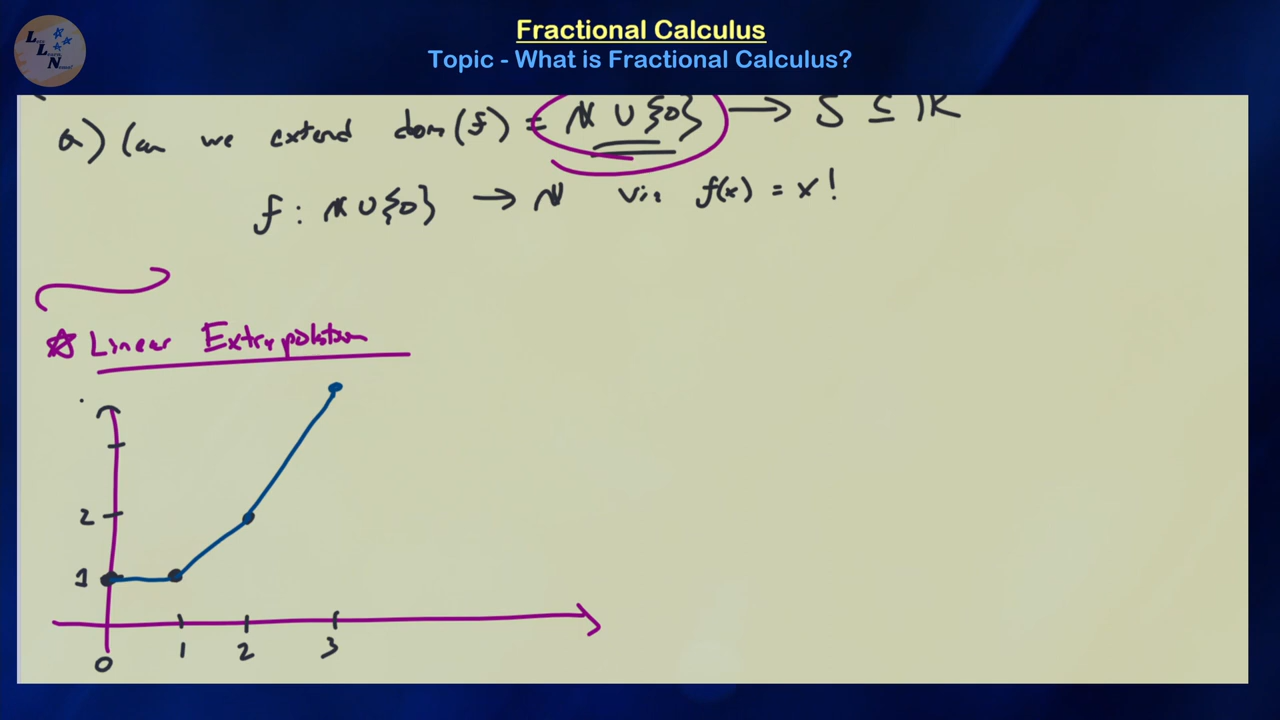 Fractional Calculus
Topic - What is Fractional Calculus?
L L N
a) Can we extend dom(f) = ℕ ∪ {0} → S ⊆ ℝ
f : ℕ ∪ {0} → ℕ via f(x) = x!
☆ Linear Extrapolation
2
1
0 1 2 3